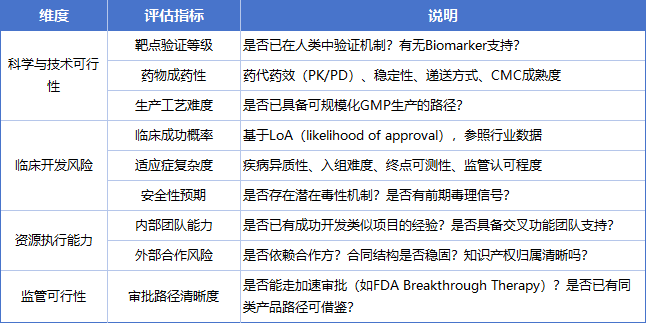 维度 评估指标 说明
科学与技术可行性
靶点验证等级 是否已在人类中验证机制？有无Biomarker支持？
药物成药性 药代药效（PK/PD）、稳定性、递送方式、CMC成熟度
生产工艺难度 是否已具备可规模化GMP生产的路径？
临床开发风险
临床成功概率 基于LoA（likelihood of approval），参照行业数据
适应症复杂度 疾病异质性、入组难度、终点可测性、监管认可程度
安全性预期 是否存在潜在毒性机制？是否有前期毒理信号？
资源执行能力
内部团队能力 是否已有成功开发类似项目的经验？是否具备交叉功能团队支持？
外部合作风险 是否依赖合作方？合同结构是否稳固？知识产权归属清晰吗？
监管可行性
审批路径清晰度 是否能走加速审批（如FDA Breakthrough Therapy）？是否已有同
类产品路径可借鉴？